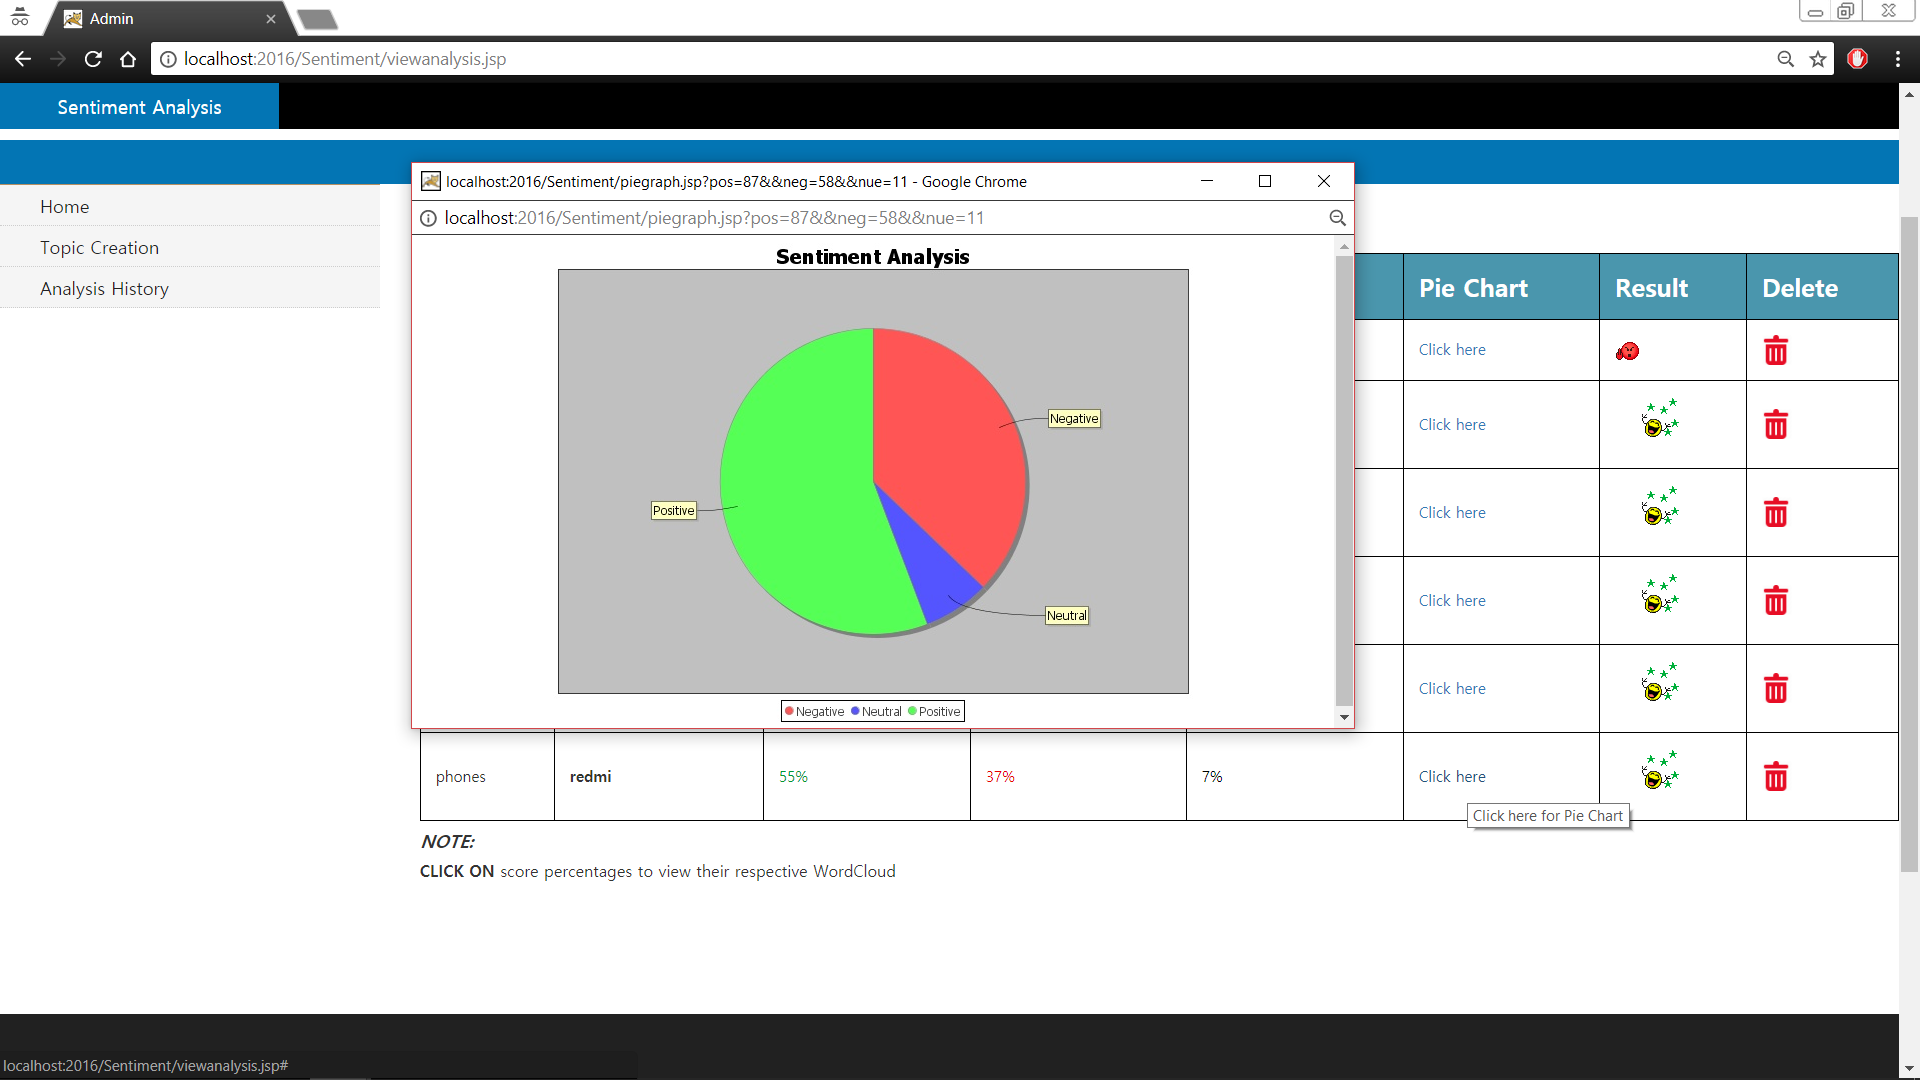 Admin
localhost:2016/Sentiment/viewanalysis.jsp
Sentiment Analysis
localhost:2016/Sentiment/piegraph.jsp?pos=87&&neg=58&&nue=11 - Google Chrome
localhost:2016/Sentiment/piegraph.jsp?pos=87&&neg=58&&nue=11
Home
Topic Creation
Analysis History
Sentiment Analysis
Negative
Positive
Neutral
Negative Neutral Positive
Pie Chart Result Delete
Click here
Click here
Click here
Click here
Click here
phones redmi 55% 37% 7% Click here
Click here for Pie Chart
NOTE:
CLICK ON score percentages to view their respective WordCloud
localhost:2016/Sentiment/viewanalysis.jsp#